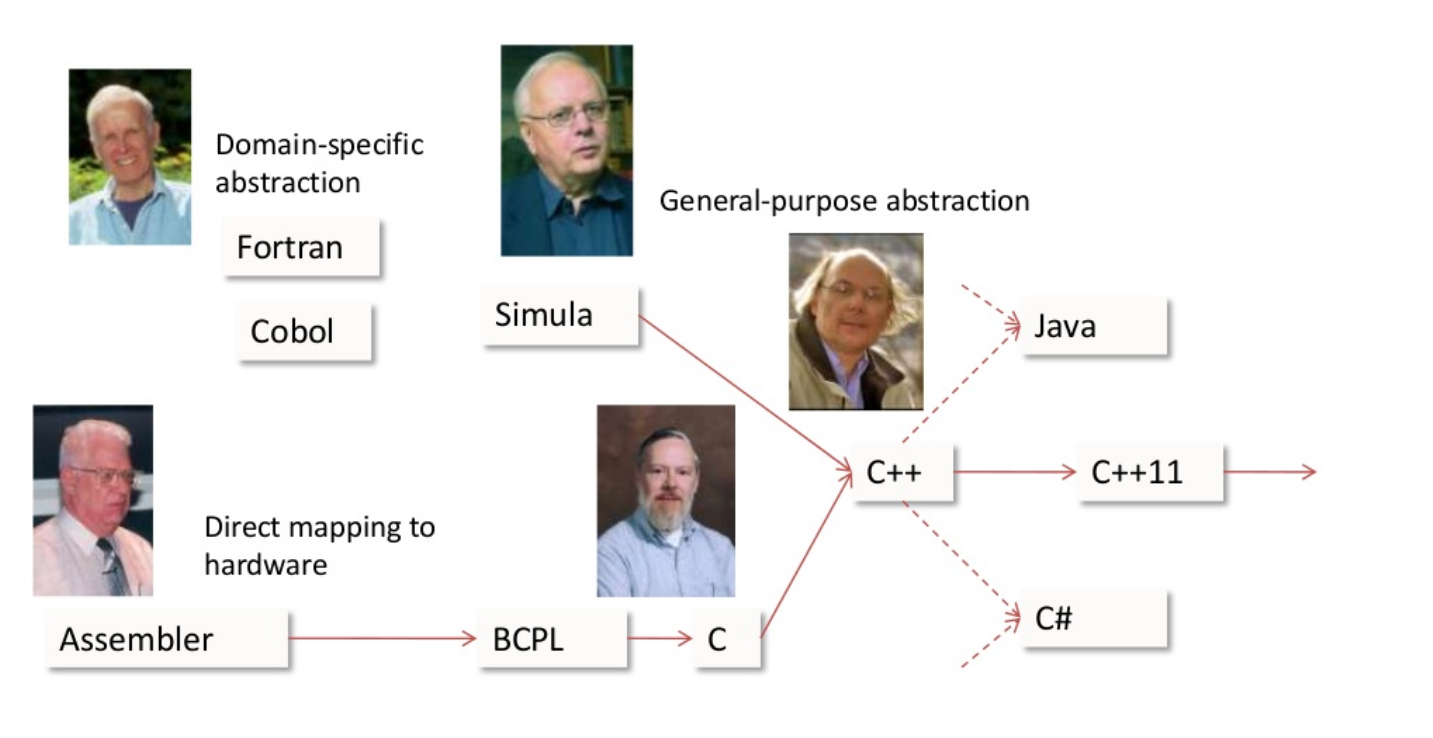 Domain-specific
abstraction
Fortran
Cobol
Simula
General-purpose abstraction
Java
C++
C++11
Direct mapping to
hardware
Assembler
BCPL
C
C#